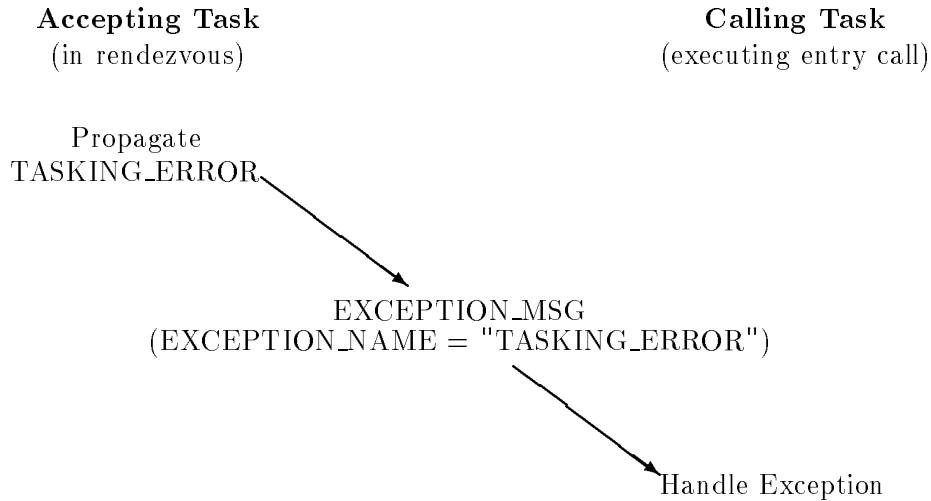 Accepting Task
(in rendezvous)
Calling Task
(executing entry call)
Propagate
TASKING_ERROR
EXCEPTION_MSG
(EXCEPTION_NAME = "TASKING_ERROR")
Handle Exception